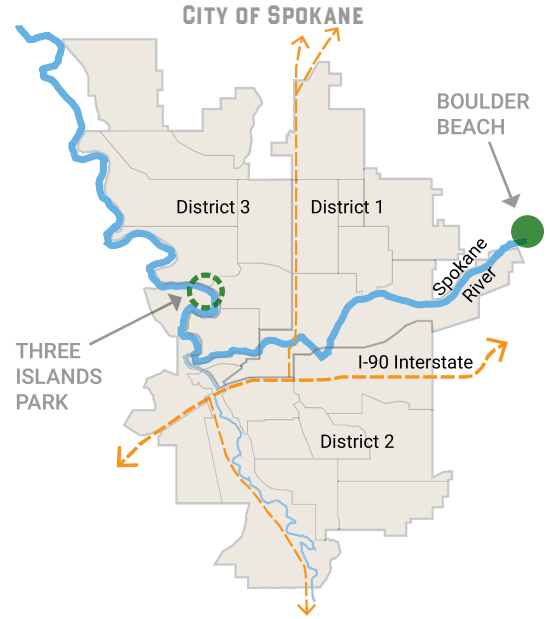 City of Spokane
BOULDER
BEACH
District 3
District 1
Spokane
River
THREE
ISLANDS
PARK
I-90 Interstate
District 2